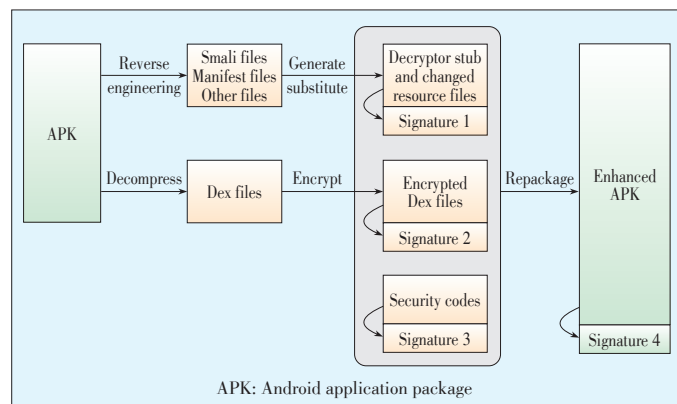 APK
Reverse
engineering
Smali files
Manifest files
Other files
Generate
substitute
Decryptor stub
and changed
resource files
Signature 1
Decompress
Dex files
Encrypt
Encrypted
Dex files
Signature 2
Security codes
Signature 3
Repackage
Enhanced
APK
Signature 4
APK: Android application package